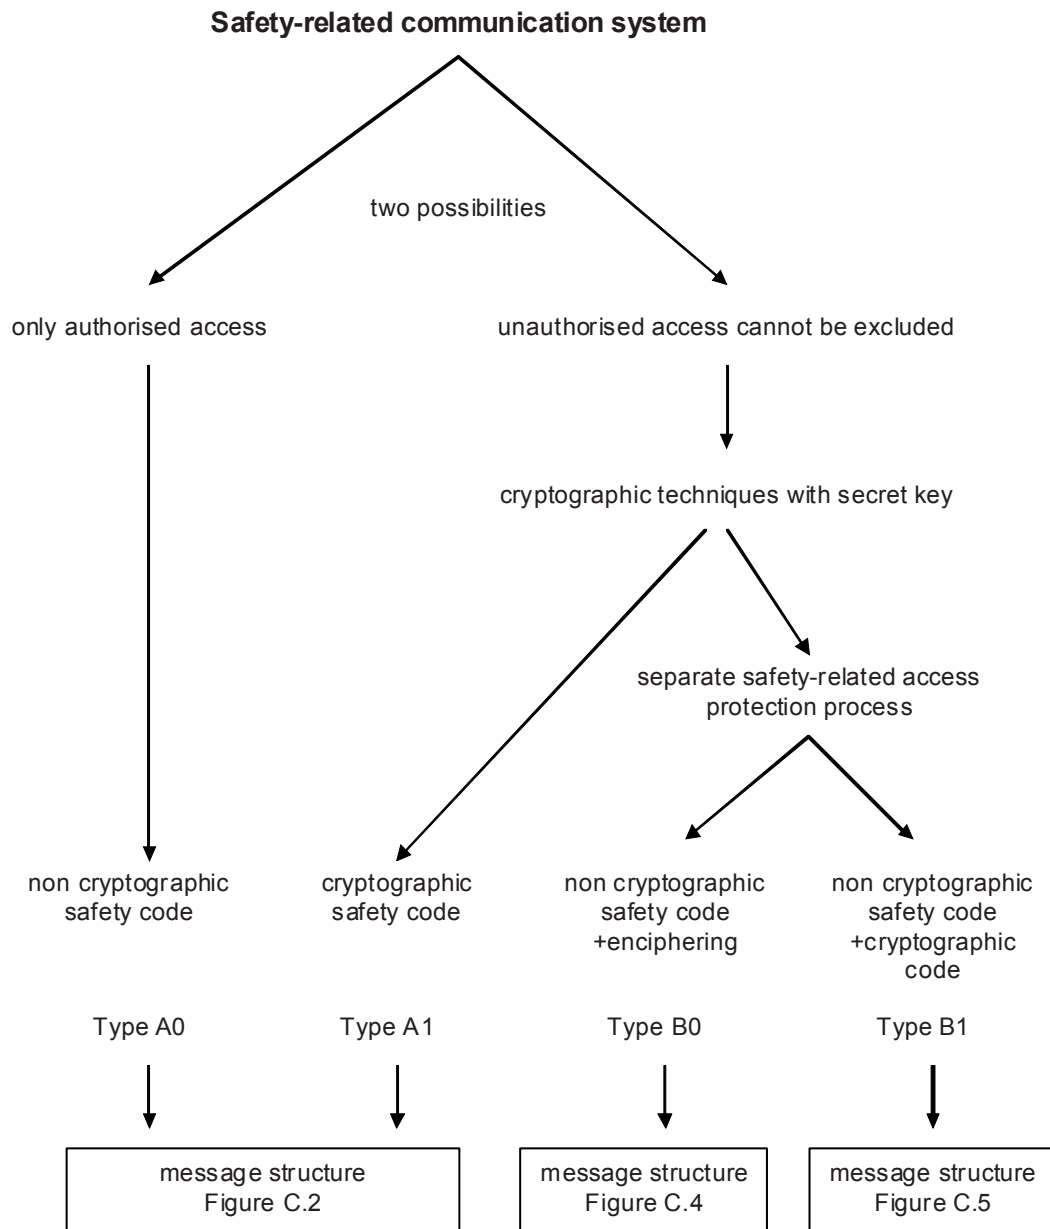 Safety-related communication system
two possibilities
only authorised access
unauthorised access cannot be excluded
cryptographic techniques with secret key
separate safety-related access
protection process
non cryptographic
safety code
cryptographic
safety code
non cryptographic
safety code
+enciphering
non cryptographic
safety code
+cryptographic
code
Type A0
Type A1
Type B0
Type B1
message structure
Figure C.2
message structure
Figure C.4
message structure
Figure C.5